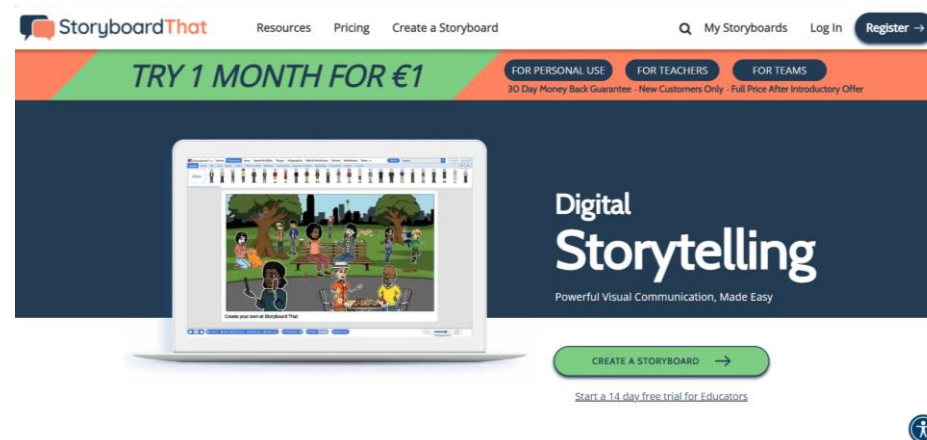 StoryboardThat
Resources Pricing Create a Storyboard
My Storyboards Log In Register →
TRY 1 MONTH FOR €1
FOR PERSONAL USE FOR TEACHERS FOR TEAMS
30 Day Money Back Guarantee - New Customers Only - Full Price After Introductory Offer
Create your own at Storyboard That
Digital
Storytelling
Powerful Visual Communication, Made Easy
CREATE A STORYBOARD →
Start a 14 day free trial for Educators